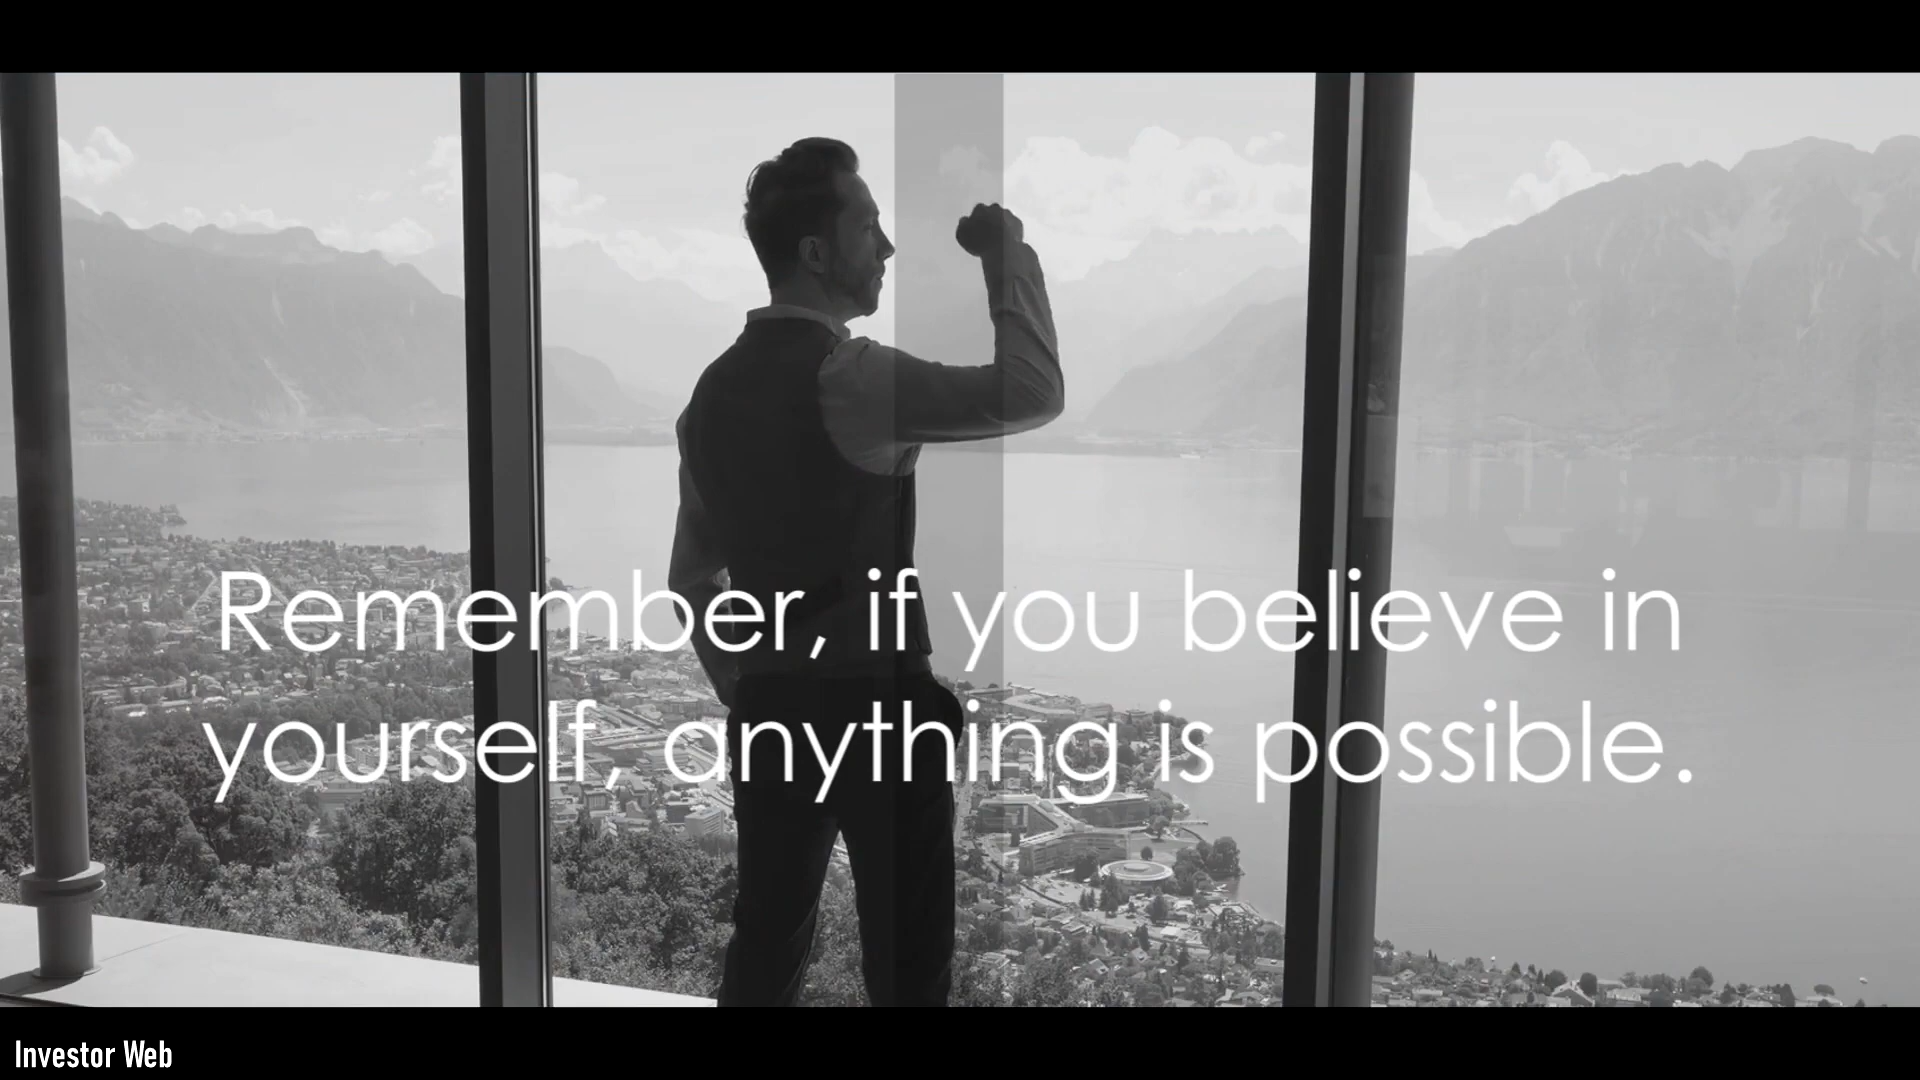 Remember, if you believe in
yourself, anything is possible.
Investor Web